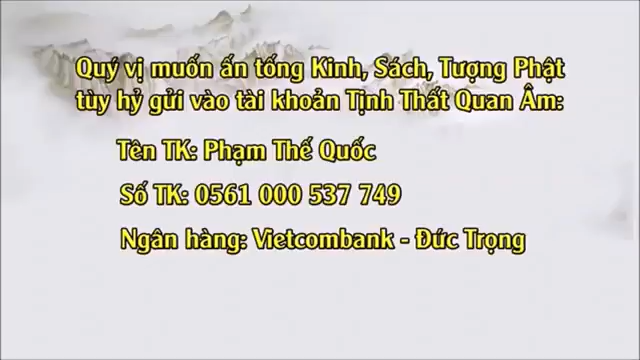 Quý vị muốn ấn tống Kinh, Sách, Tượng Phật
tùy hỷ gửi vào tài khoản Tịnh Thất Quan Âm:
Tên TK: Phạm Thế Quốc
Số TK: 0561 000 537 749
Ngân hàng: Vietcombank - Đức Trọng